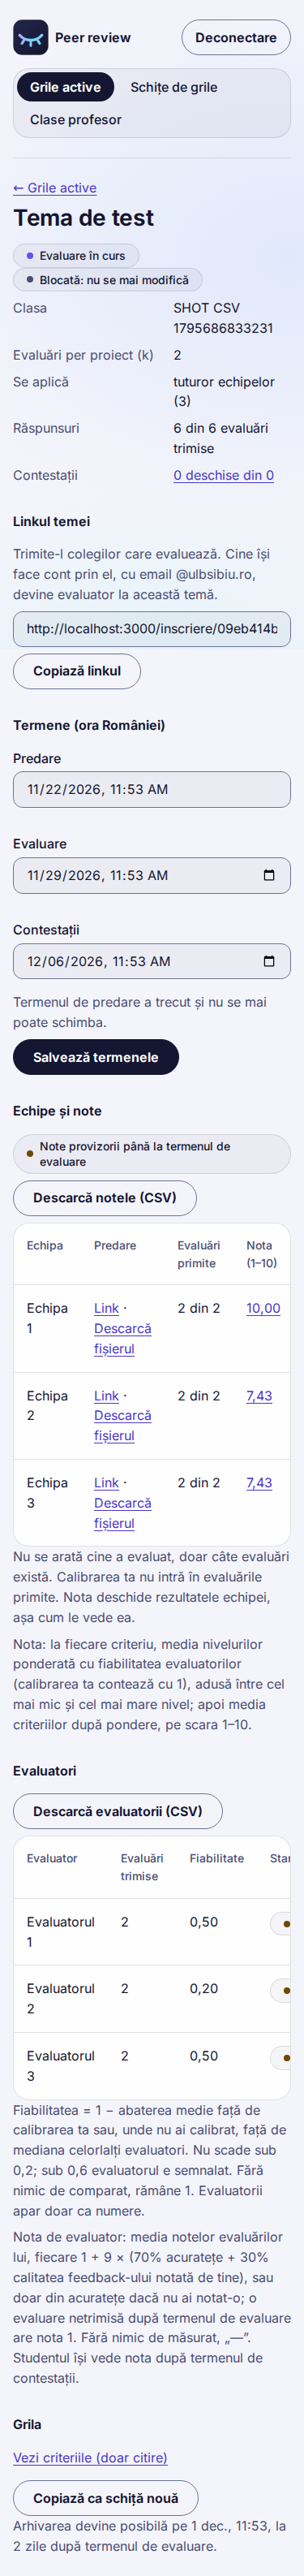 Peer review
Deconectare
Grile active
Schițe de grile
Clase profesor
← Grile active
Tema de test
Evaluare în curs
Blocată: nu se mai modifică
Clasa
SHOT CSV
1795686833231
Evaluări per proiect (k)
2
Se aplică
tuturor echipelor
(3)
Răspunsuri
6 din 6 evaluări
trimise
Contestații
0 deschise din 0
Linkul temei
Trimite-l colegilor care evaluează. Cine își
face cont prin el, cu email @ulbsibiu.ro,
devine evaluator la această temă.
http://localhost:3000/inscriere/09eb414b
Copiază linkul
Termene (ora României)
Predare
11/22/2026, 11:53 AM
Evaluare
11/29/2026, 11:53 AM
Contestații
12/06/2026, 11:53 AM
Termenul de predare a trecut și nu se mai
poate schimba.
Salvează termenele
Echipe și note
Note provizorii până la termenul de
evaluare
Descarcă notele (CSV)
Echipa
Predare
Evaluări
primite
Nota
(1–10)
Echipa
1
Link ·
Descarcă
fișierul
2 din 2
10,00
Echipa
2
Link ·
Descarcă
fișierul
2 din 2
7,43
Echipa
3
Link ·
Descarcă
fișierul
2 din 2
7,43
Nu se arată cine a evaluat, doar câte evaluări
există. Calibrarea ta nu intră în evaluările
primite. Nota deschide rezultatele echipei,
așa cum le vede ea.
Nota: la fiecare criteriu, media nivelurilor
ponderată cu fiabilitatea evaluatorilor
(calibrarea ta contează cu 1), adusă între cel
mai mic și cel mai mare nivel; apoi media
criteriilor după pondere, pe scara 1–10.
Evaluatori
Descarcă evaluatorii (CSV)
Evaluator
Evaluări
trimise
Fiabilitate
Evaluatorul
1
2
0,50
Evaluatorul
2
2
0,20
Evaluatorul
3
2
0,50
Fiabilitatea = 1 − abaterea medie față de
calibrarea ta sau, unde nu ai calibrat, față de
mediana celorlalți evaluatori. Nu scade sub
0,2; sub 0,6 evaluatorul e semnalat. Fără
nimic de comparat, rămâne 1. Evaluatorii
apar doar ca numere.
Nota de evaluator: media notelor evaluărilor
lui, fiecare 1 + 9 × (70% acuratețe + 30%
calitatea feedback-ului notată de tine), sau
doar din acuratețe dacă nu ai notat-o; o
evaluare netrimisă după termenul de evaluare
are nota 1. Fără nimic de măsurat, „—”.
Studentul își vede nota după termenul de
contestații.
Grila
Vezi criteriile (doar citire)
Copiază ca schiță nouă
Arhivarea devine posibilă pe 1 dec., 11:53, la
2 zile după termenul de evaluare.